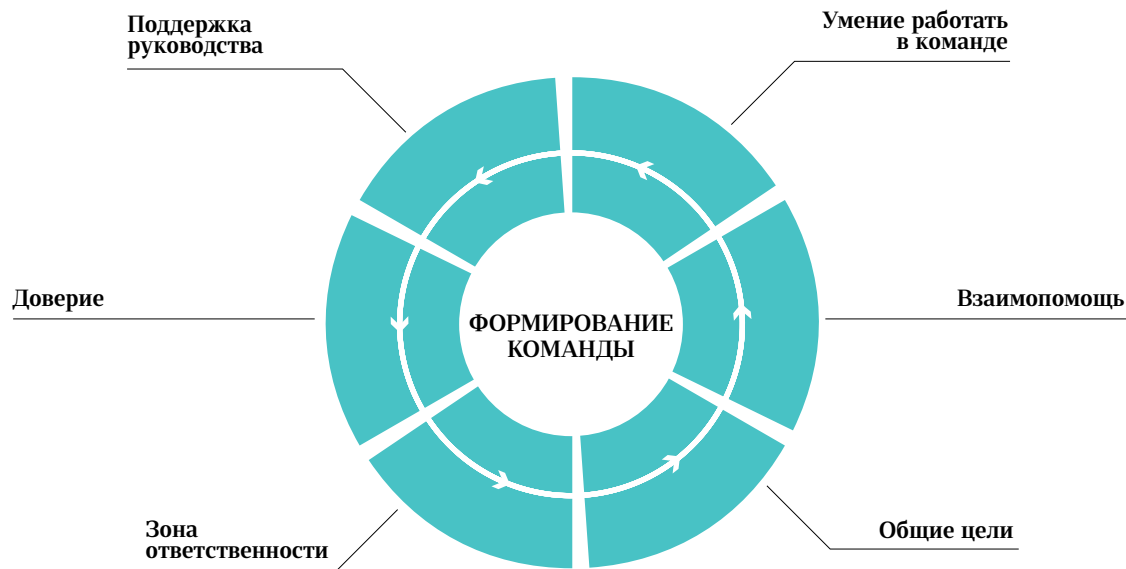 Поддержка
руководства
Умение работать
в команде
Доверие
ФОРМИРОВАНИЕ
КОМАНДЫ
Взаимопомощь
Зона
ответственности
Общие цели